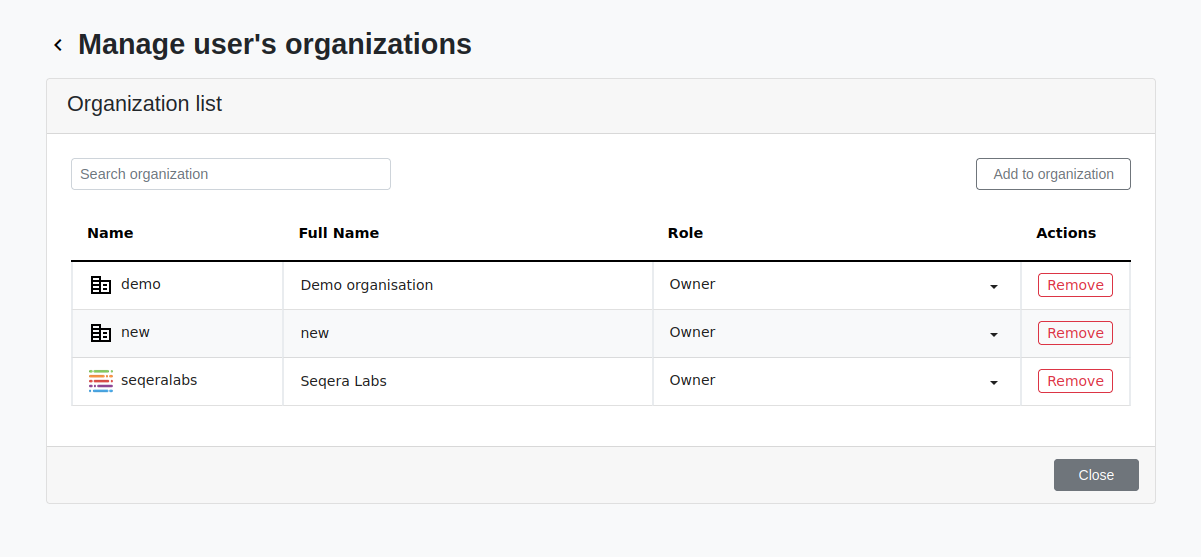 Manage user's organizations
Organization list
Search organization
Add to organization
Name Full Name Role Actions
demo Demo organisation Owner Remove
new new Owner Remove
seqeralabs Seqera Labs Owner Remove
Close